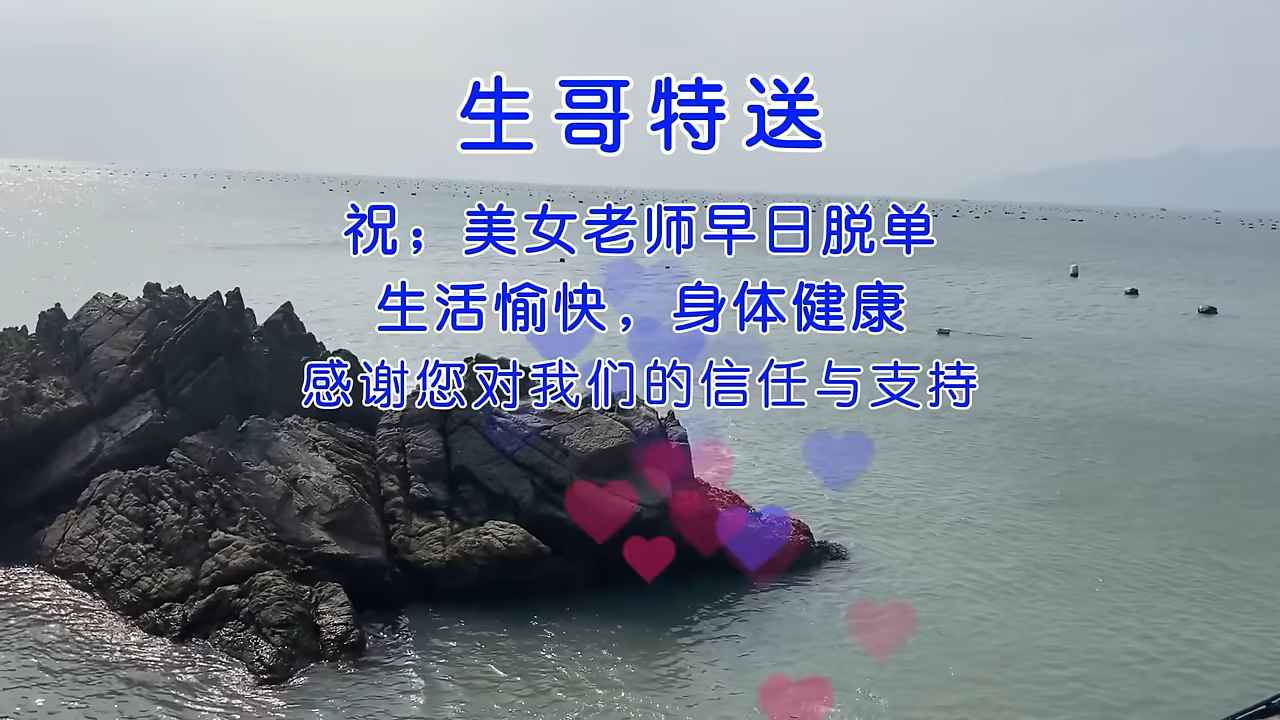 生哥特送
祝；美女老师早日脱单
生活愉快，身体健康
感谢您对我们的信任与支持